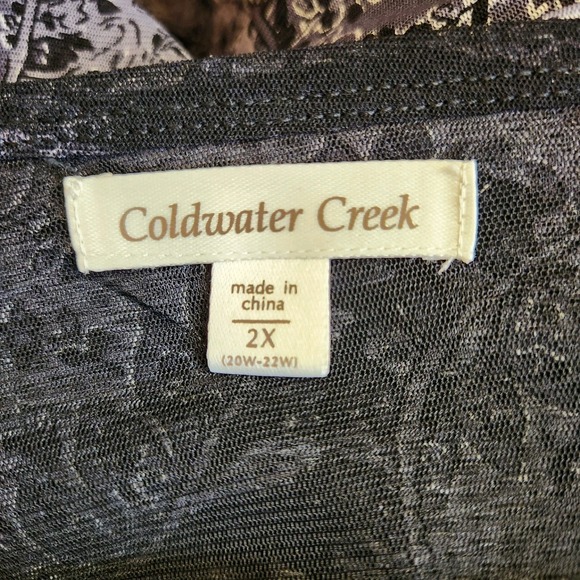 Coldwater Creek
made in
china
2X
(20W-22W)